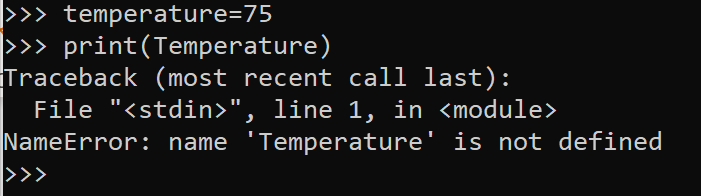 >>> temperature=75
>>> print(Temperature)
Traceback (most recent call last):
  File "<stdin>", line 1, in <module>
NameError: name 'Temperature' is not defined
>>>